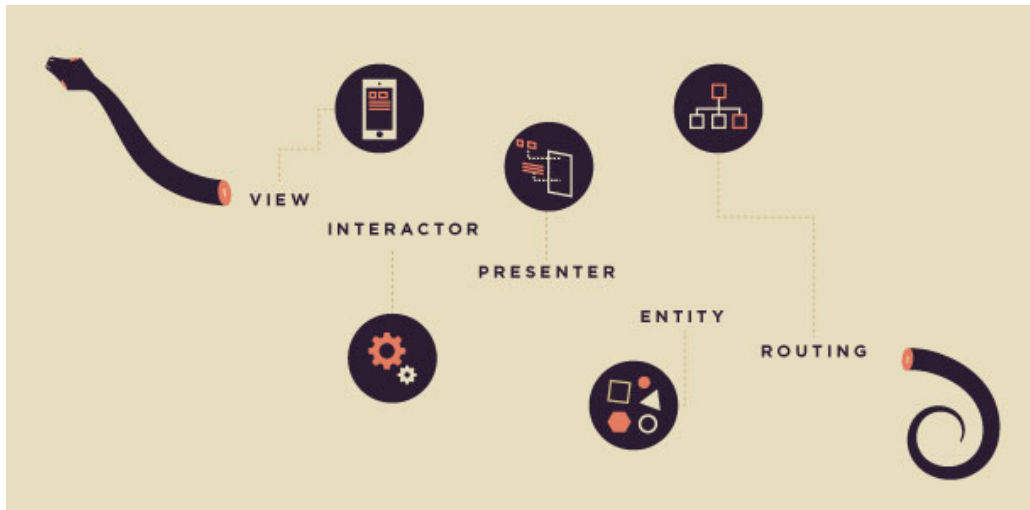 VIEW
INTERACTOR
PRESENTER
ENTITY
ROUTING